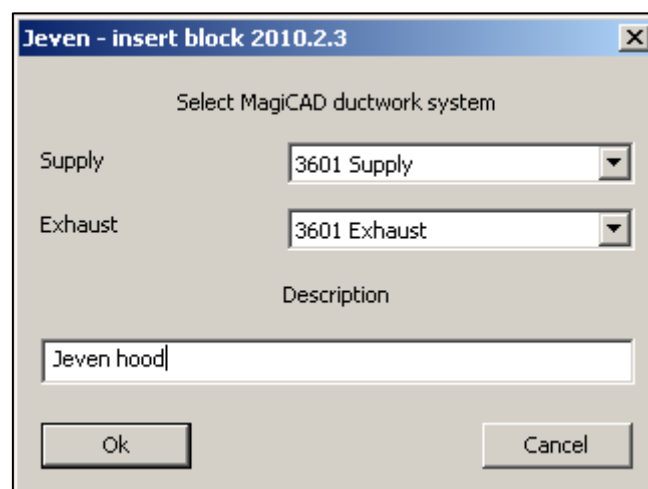 Jeven - insert block 2010.2.3
Select MagiCAD ductwork system
Supply
3601 Supply
Exhaust
3601 Exhaust
Description
Jeven hood
Ok
Cancel